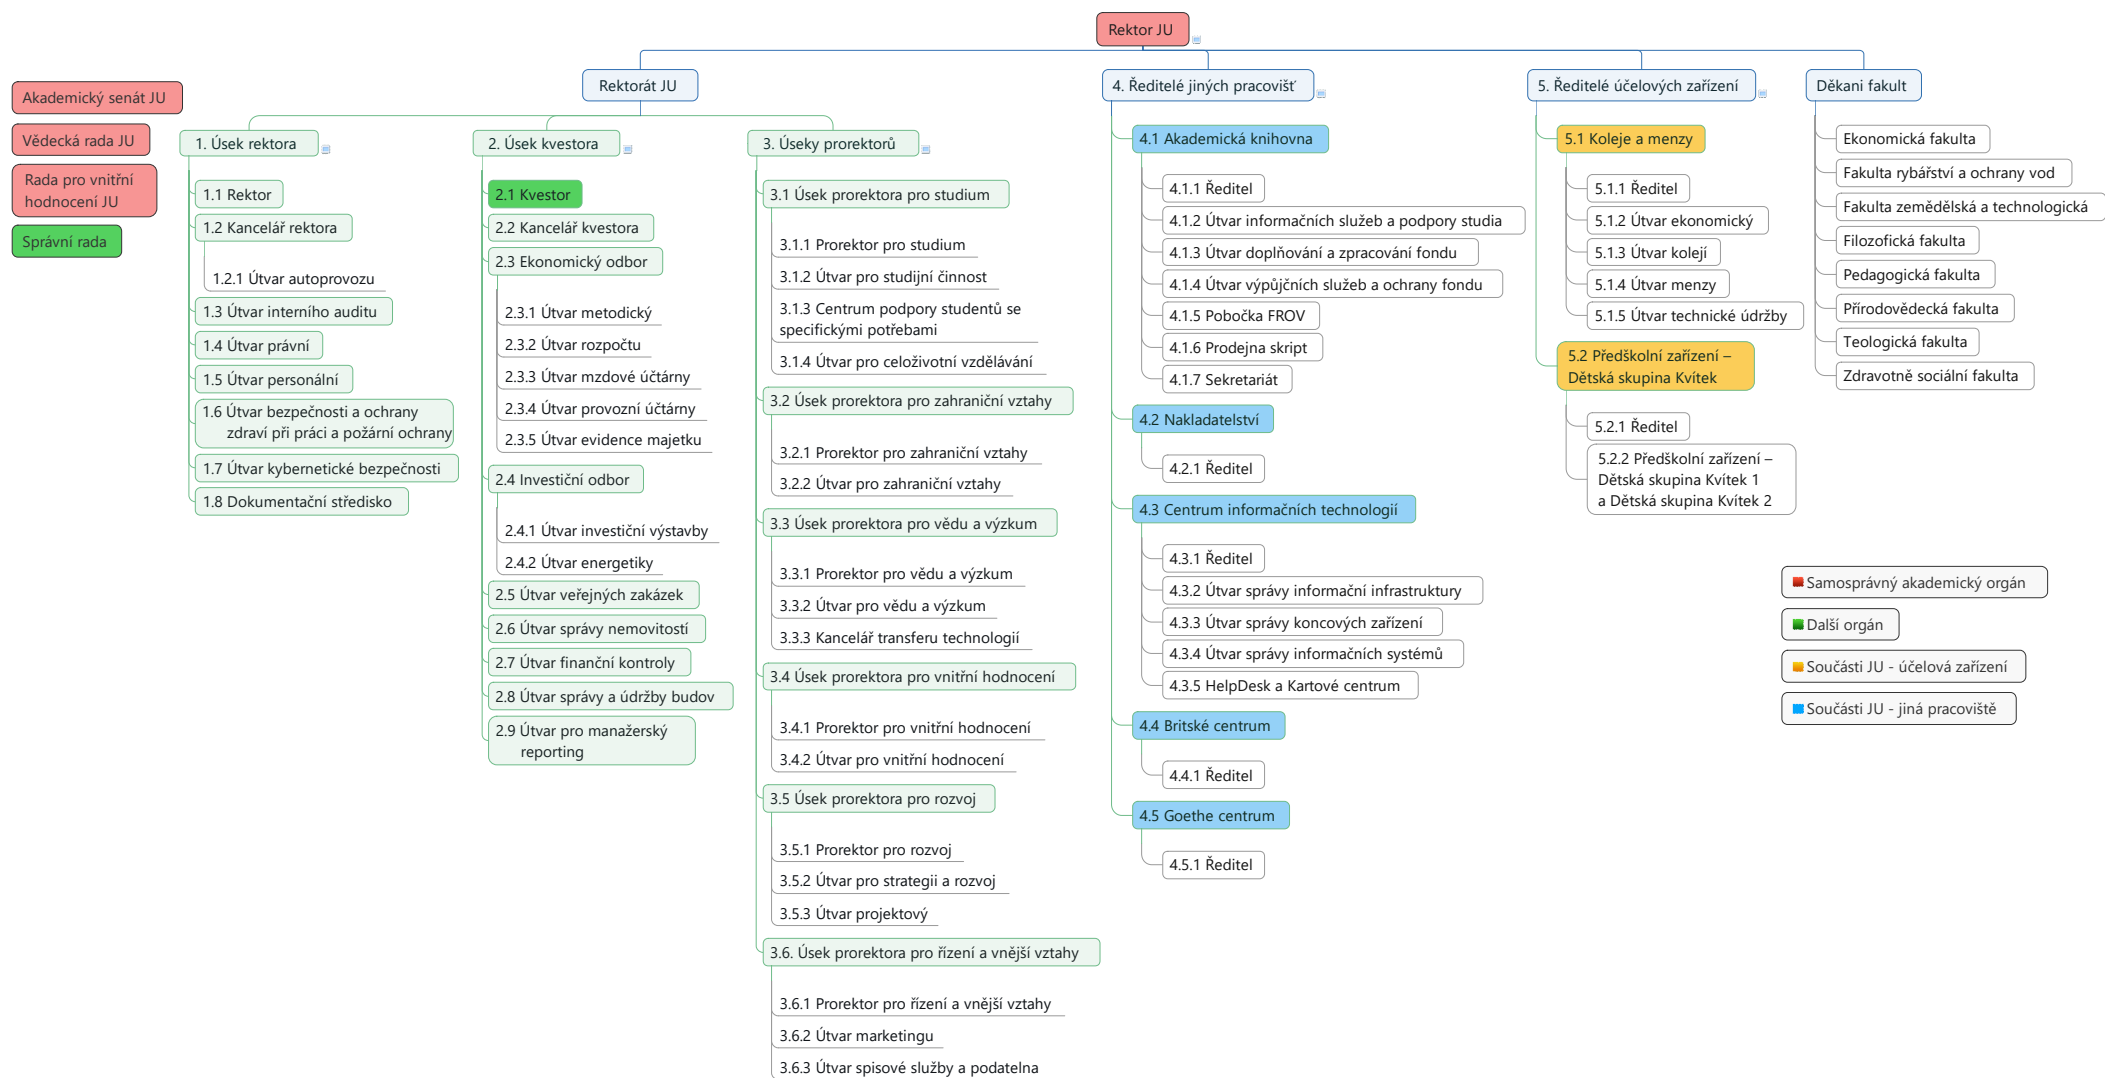 Rektor JU
Akademický senát JU
Vědecká rada JU
Rada pro vnitřní
hodnocení JU
Správní rada
Rektorát JU
1. Úsek rektora
1.1 Rektor
1.2 Kancelář rektora
1.2.1 Útvar autoprovozu
1.3 Útvar interního auditu
1.4 Útvar právní
1.5 Útvar personální
1.6 Útvar bezpečnosti a ochrany
zdraví při práci a požární ochrany
1.7 Útvar kybernetické bezpečnosti
1.8 Dokumentační středisko
2. Úsek kvestora
2.1 Kvestor
2.2 Kancelář kvestora
2.3 Ekonomický odbor
2.3.1 Útvar metodický
2.3.2 Útvar rozpočtu
2.3.3 Útvar mzdové účtárny
2.3.4 Útvar provozní účtárny
2.3.5 Útvar evidence majetku
2.4 Investiční odbor
2.4.1 Útvar investiční výstavby
2.4.2 Útvar energetiky
2.5 Útvar veřejných zakázek
2.6 Útvar správy nemovitostí
2.7 Útvar finanční kontroly
2.8 Útvar správy a údržby budov
2.9 Útvar pro manažerský
reporting
3. Úseky prorektorů
3.1 Úsek prorektora pro studium
3.1.1 Prorektor pro studium
3.1.2 Útvar pro studijní činnost
3.1.3 Centrum podpory studentů se
specifickými potřebami
3.1.4 Útvar pro celoživotní vzdělávání
3.2 Úsek prorektora pro zahraniční vztahy
3.2.1 Prorektor pro zahraniční vztahy
3.2.2 Útvar pro zahraniční vztahy
3.3 Úsek prorektora pro vědu a výzkum
3.3.1 Prorektor pro vědu a výzkum
3.3.2 Útvar pro vědu a výzkum
3.3.3 Kancelář transferu technologií
3.4 Úsek prorektora pro vnitřní hodnocení
3.4.1 Prorektor pro vnitřní hodnocení
3.4.2 Útvar pro vnitřní hodnocení
3.5 Úsek prorektora pro rozvoj
3.5.1 Prorektor pro rozvoj
3.5.2 Útvar pro strategii a rozvoj
3.5.3 Útvar projektový
3.6. Úsek prorektora pro řízení a vnější vztahy
3.6.1 Prorektor pro řízení a vnější vztahy
3.6.2 Útvar marketingu
3.6.3 Útvar spisové služby a podatelna
4. Ředitelé jiných pracovišť
4.1 Akademická knihovna
4.1.1 Ředitel
4.1.2 Útvar informačních služeb a podpory studia
4.1.3 Útvar doplňování a zpracování fondu
4.1.4 Útvar výpůjčních služeb a ochrany fondu
4.1.5 Pobočka FROV
4.1.6 Prodejna skript
4.1.7 Sekretariát
4.2 Nakladatelství
4.2.1 Ředitel
4.3 Centrum informačních technologií
4.3.1 Ředitel
4.3.2 Útvar správy informační infrastruktury
4.3.3 Útvar správy koncových zařízení
4.3.4 Útvar správy informačních systémů
4.3.5 HelpDesk a Kartové centrum
4.4 Britské centrum
4.4.1 Ředitel
4.5 Goethe centrum
4.5.1 Ředitel
5. Ředitelé účelových zařízení
5.1 Koleje a menzy
5.1.1 Ředitel
5.1.2 Útvar ekonomický
5.1.3 Útvar kolejí
5.1.4 Útvar menzy
5.1.5 Útvar technické údržby
5.2 Předškolní zařízení –
Dětská skupina Kvítek
5.2.1 Ředitel
5.2.2 Předškolní zařízení –
Dětská skupina Kvítek 1
a Dětská skupina Kvítek 2
Děkani fakult
Ekonomická fakulta
Fakulta rybářství a ochrany vod
Fakulta zemědělská a technologická
Filozofická fakulta
Pedagogická fakulta
Přírodovědecká fakulta
Teologická fakulta
Zdravotně sociální fakulta
Samosprávný akademický orgán
Další orgán
Součásti JU - účelová zařízení
Součásti JU - jiná pracoviště